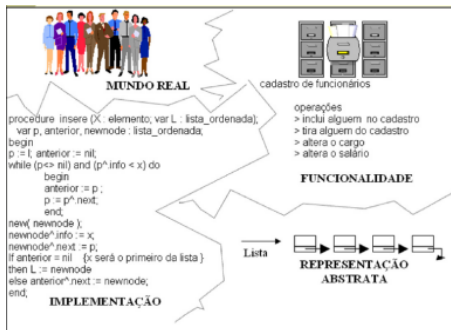 MUNDO REAL
cadastro de funcionários
operações
> inclui alguem no cadastro
> tira alguem do cadastro
> altera o cargo
> altera o salário
FUNCIONALIDADE
procedure insere (X : elemento; var L : lista_ordenada);
var p, anterior, newnode : lista_ordenada;
begin
p := l; anterior := nil;
while (p<> nil) and (p^.info < x) do
begin
anterior := p ;
p := p^.next;
end;
new( newnode );
newnode^.info := x;
newnode^.next := p;
If anterior = nil {x será o primeiro da lista }
then L := newnode
else anterior^.next := newnode;
end;
IMPLEMENTAÇÃO
Lista
REPRESENTAÇÃO
ABSTRATA